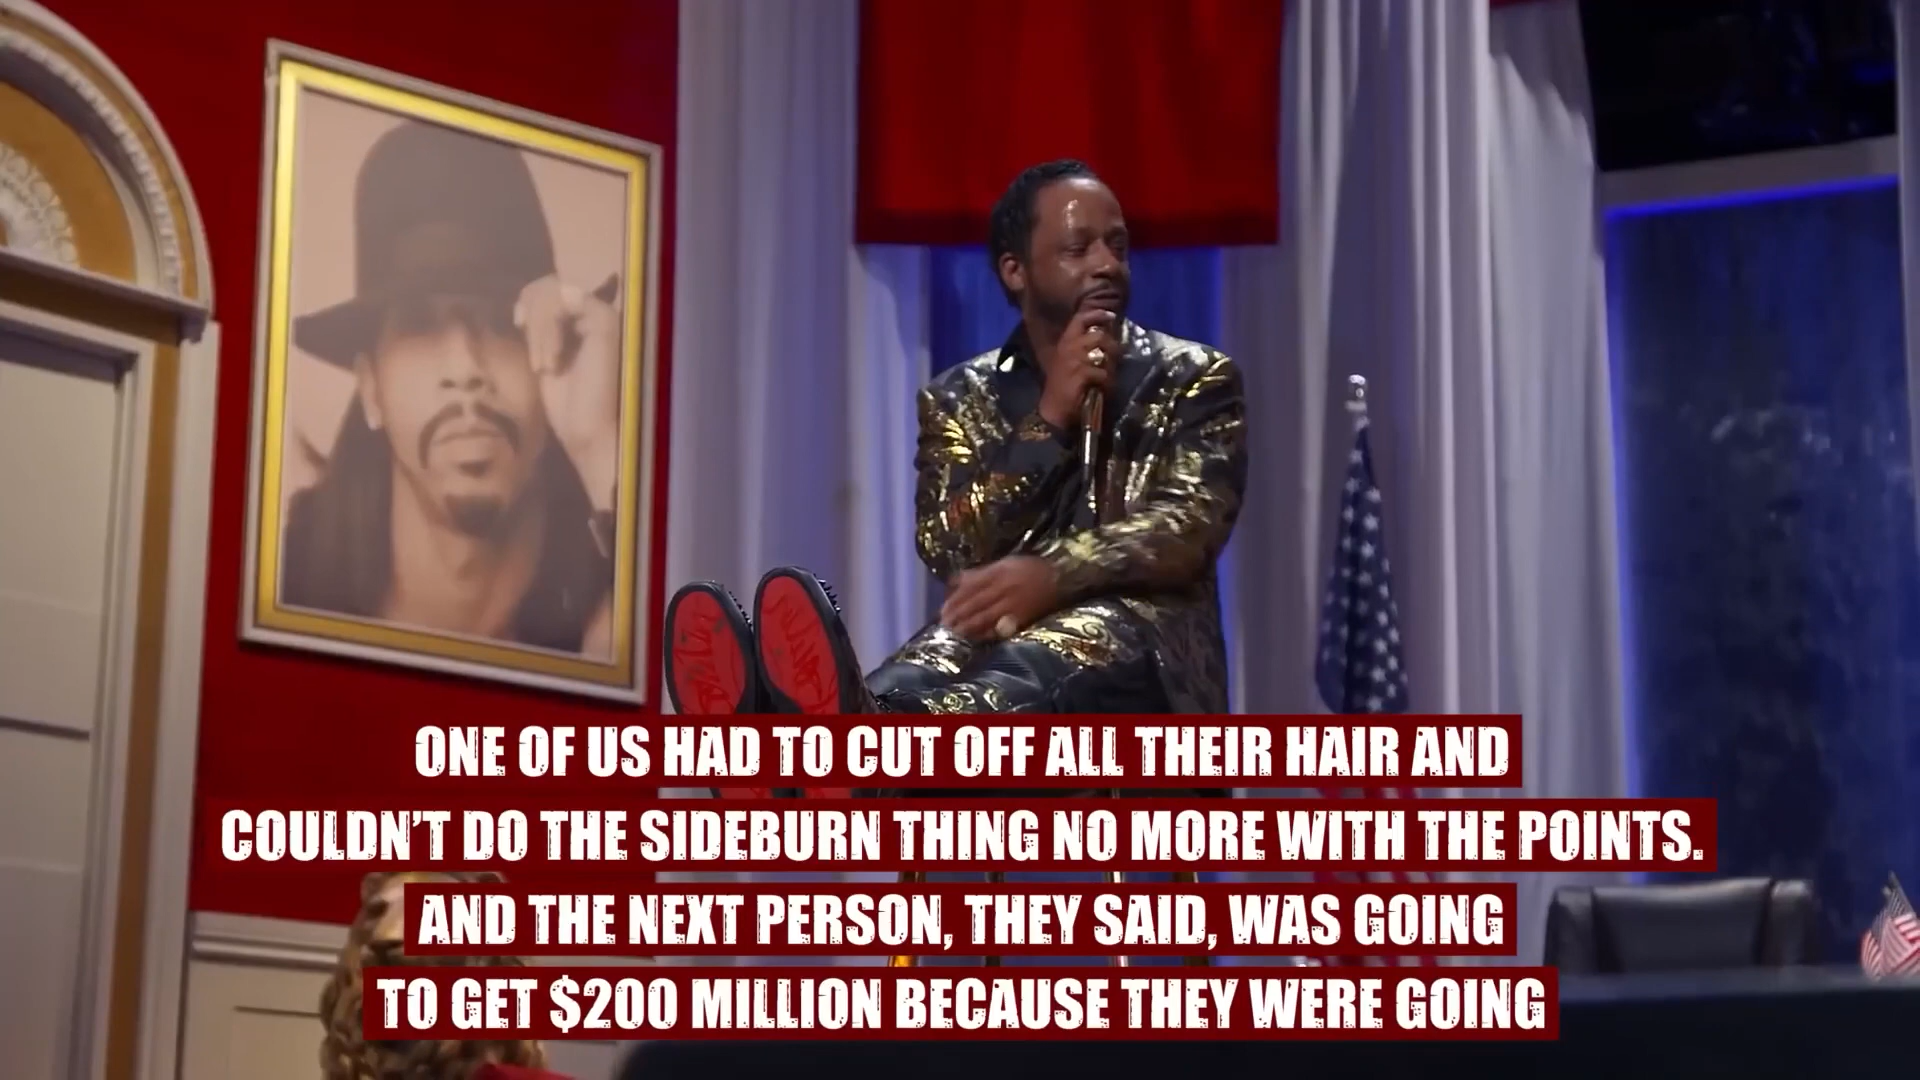 ONE OF US HAD TO CUT OFF ALL THEIR HAIR AND
COULDN'T DO THE SIDEBURN THING NO MORE WITH THE POINTS.
AND THE NEXT PERSON, THEY SAID, WAS GOING
TO GET $200 MILLION BECAUSE THEY WERE GOING